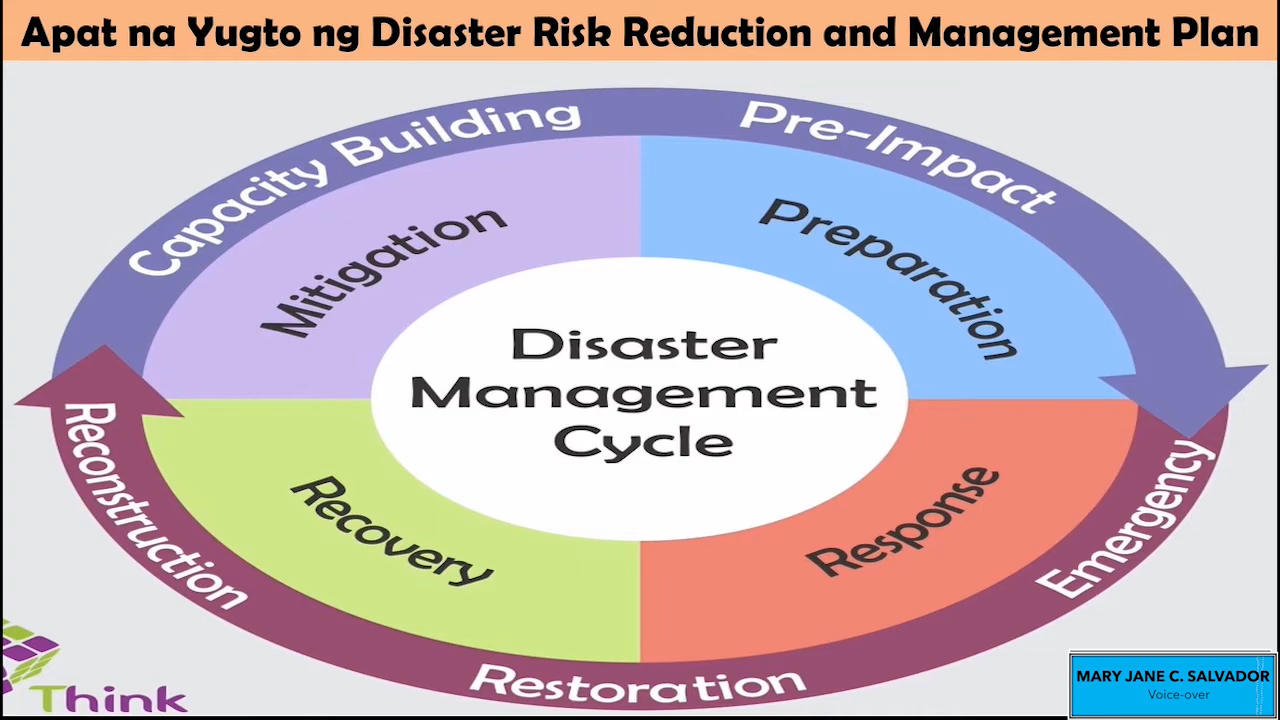 Apat na Yugto ng Disaster Risk Reduction and Management Plan
Capacity Building
Pre-Impact
Mitigation
Preparation
Disaster
Management
Cycle
Reconstruction
Recovery
Response
Emergency
Restoration
Think
MARY JANE C. SALVADOR
Voice-over